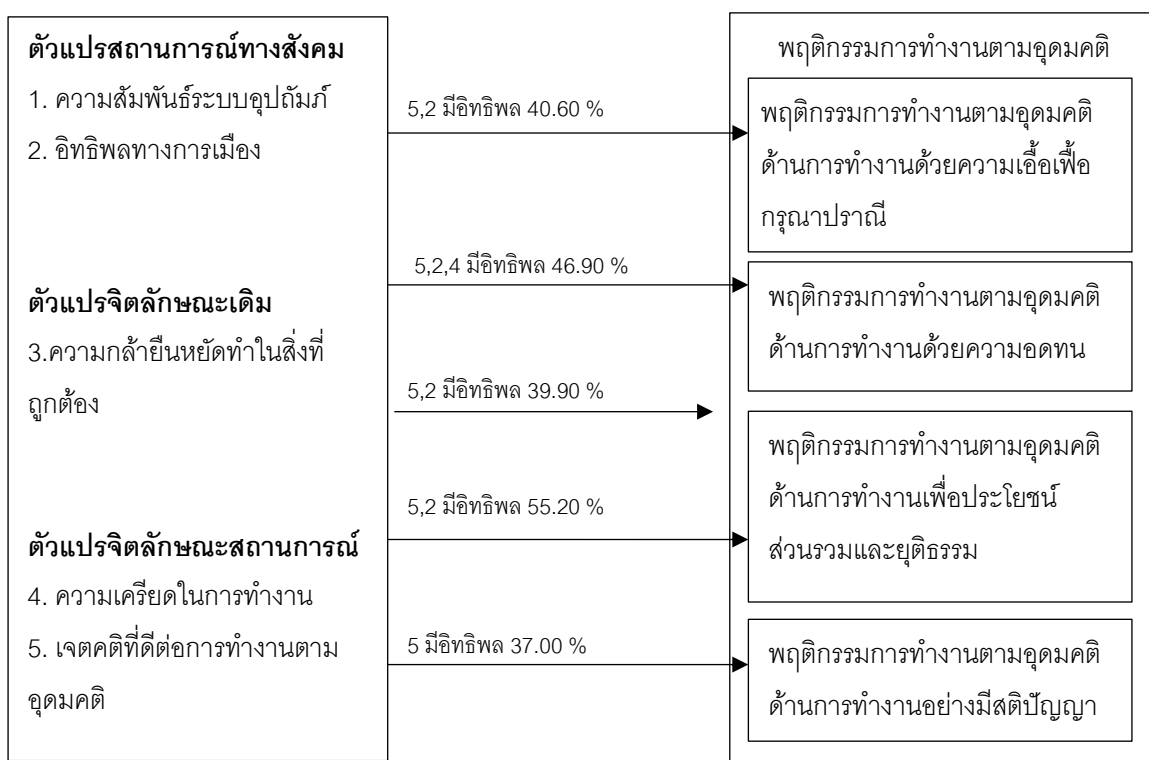 ตัวแปรสถานการณ์ทางสังคม
1. ความสัมพันธ์ระบบอุปถัมภ์
2. อิทธิพลทางการเมือง
ตัวแปรจิตลักษณะเดิม
3.ความกล้ายืนหยัดทำในสิ่งที่
ถูกต้อง
ตัวแปรจิตลักษณะสถานการณ์
4. ความเครียดในการทำงาน
5. เจตคติที่ดีต่อการทำงานตาม
อุดมคติ
5,2 มีอิทธิพล 40.60 %
5,2,4 มีอิทธิพล 46.90 %
5,2 มีอิทธิพล 39.90 %
5,2 มีอิทธิพล 55.20 %
5 มีอิทธิพล 37.00 %
พฤติกรรมการทำงานตามอุดมคติ
พฤติกรรมการทำงานตามอุดมคติ
ด้านการทำงานด้วยความเอื้อเฟื้อ
กรุณาปราณี
พฤติกรรมการทำงานตามอุดมคติ
ด้านการทำงานด้วยความอดทน
พฤติกรรมการทำงานตามอุดมคติ
ด้านการทำงานเพื่อประโยชน์
ส่วนรวมและยุติธรรม
พฤติกรรมการทำงานตามอุดมคติ
ด้านการทำงานอย่างมีสติปัญญา